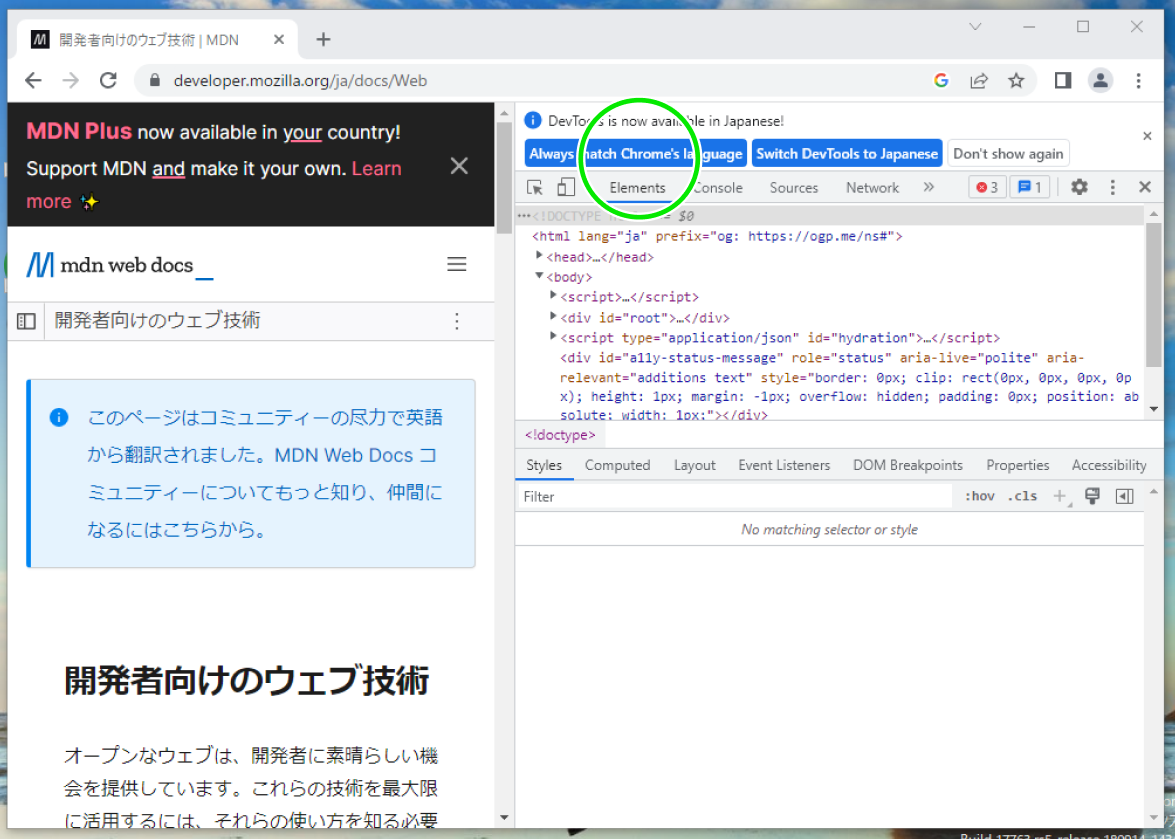 開発者向けのウェブ技術 | MDN
developer.mozilla.org/ja/docs/Web
MDN Plus now available in your country!
Support MDN and make it your own. Learn
more ✨
mdn web docs_
開発者向けのウェブ技術
このページはコミュニティーの尽力で英語
から翻訳されました。MDN Web Docs コ
ミュニティーについてもっと知り、仲間に
なるにはこちらから。
開発者向けのウェブ技術
オープンなウェブは、開発者に素晴らしい機
会を提供しています。これらの技術を最大限
に活用するには、それらの使い方を知る必要
DevTools is now available in Japanese!
Always match Chrome's language Switch DevTools to Japanese Don't show again
Elements Console Sources Network » 3 1
<!DOCTYPE == $0
<html lang="ja" prefix="og: https://ogp.me/ns#">
<head>…</head>
<body>
<script>…</script>
<div id="root">…</div>
<script type="application/json" id="hydration">…</script>
<div id="a11y-status-message" role="status" aria-live="polite" aria-
relevant="additions text" style="border: 0px; clip: rect(0px, 0px, 0px, 0p
x); height: 1px; margin: -1px; overflow: hidden; padding: 0px; position: ab
solute; width: 1px;"></div>
<!doctype>
Styles Computed Layout Event Listeners DOM Breakpoints Properties Accessibility
Filter :hov .cls
No matching selector or style